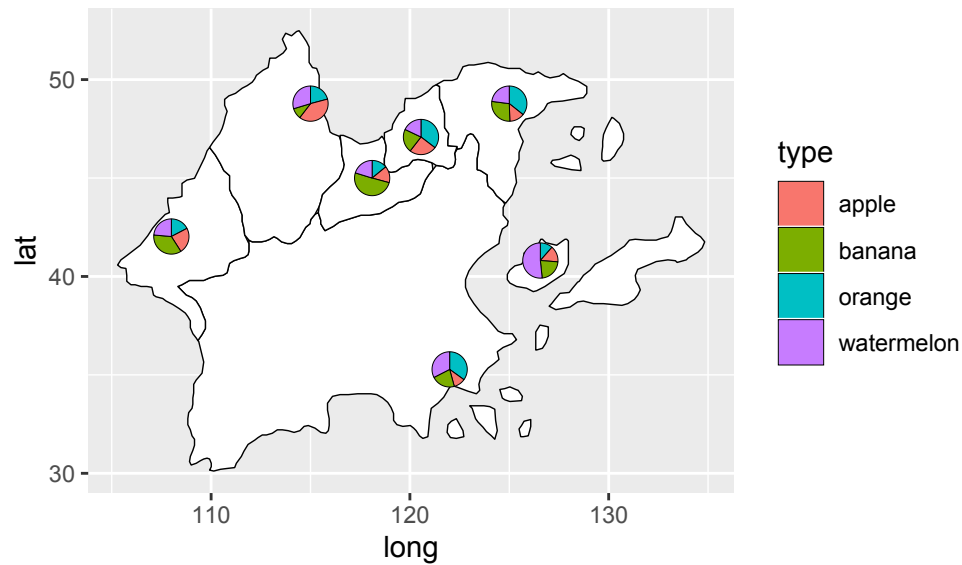 50
40
30
lat
110
120
130
long
type
apple
banana
orange
watermelon